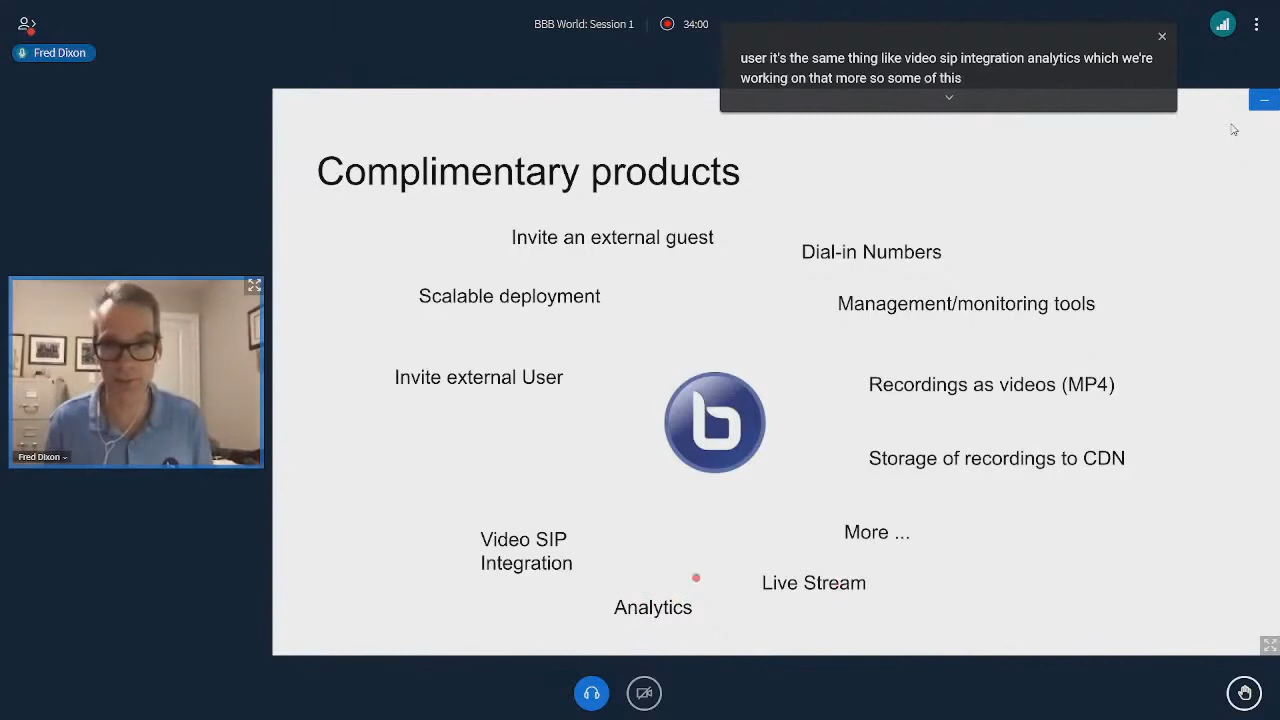 BBB World: Session 1
34:00
Fred Dixon
user it's the same thing like video sip integration analytics which we're
working on that more so some of this
Complimentary products
Invite an external guest
Dial-in Numbers
Scalable deployment
Management/monitoring tools
Invite external User
Recordings as videos (MP4)
Storage of recordings to CDN
Fred Dixon
More ...
Video SIP
Integration
Live Stream
Analytics